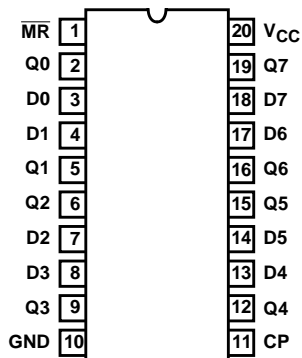 M̅R̅ 1 20 VCC
Q0 2 19 Q7
D0 3 18 D7
D1 4 17 D6
Q1 5 16 Q6
Q2 6 15 Q5
D2 7 14 D5
D3 8 13 D4
Q3 9 12 Q4
GND 10 11 CP